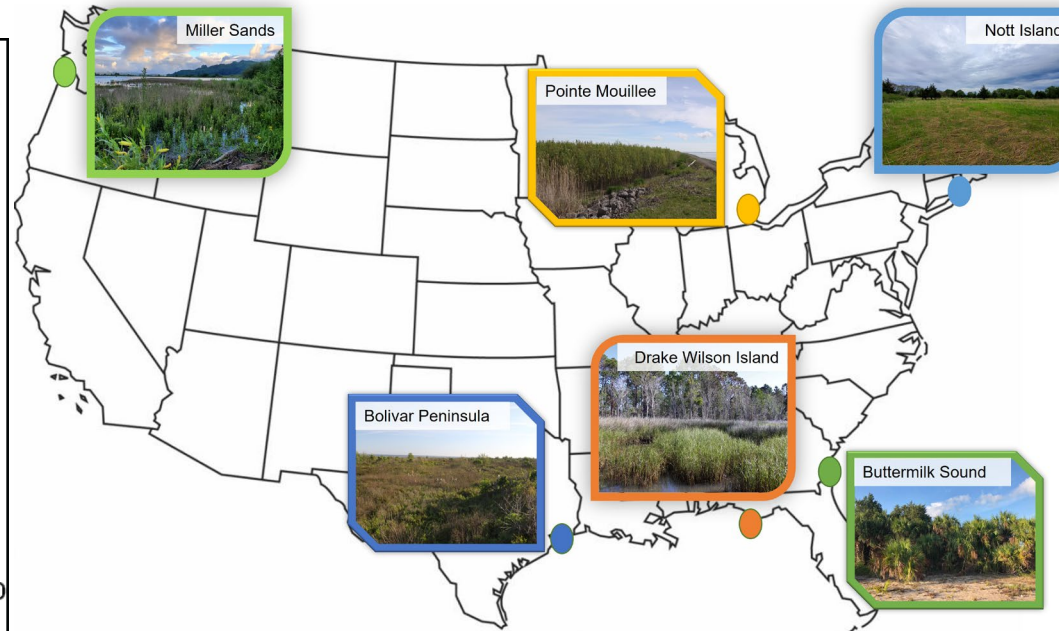 Miller Sands
Nott Island
Pointe Mouillee
Drake Wilson Island
Bolivar Peninsula
Buttermilk Sound